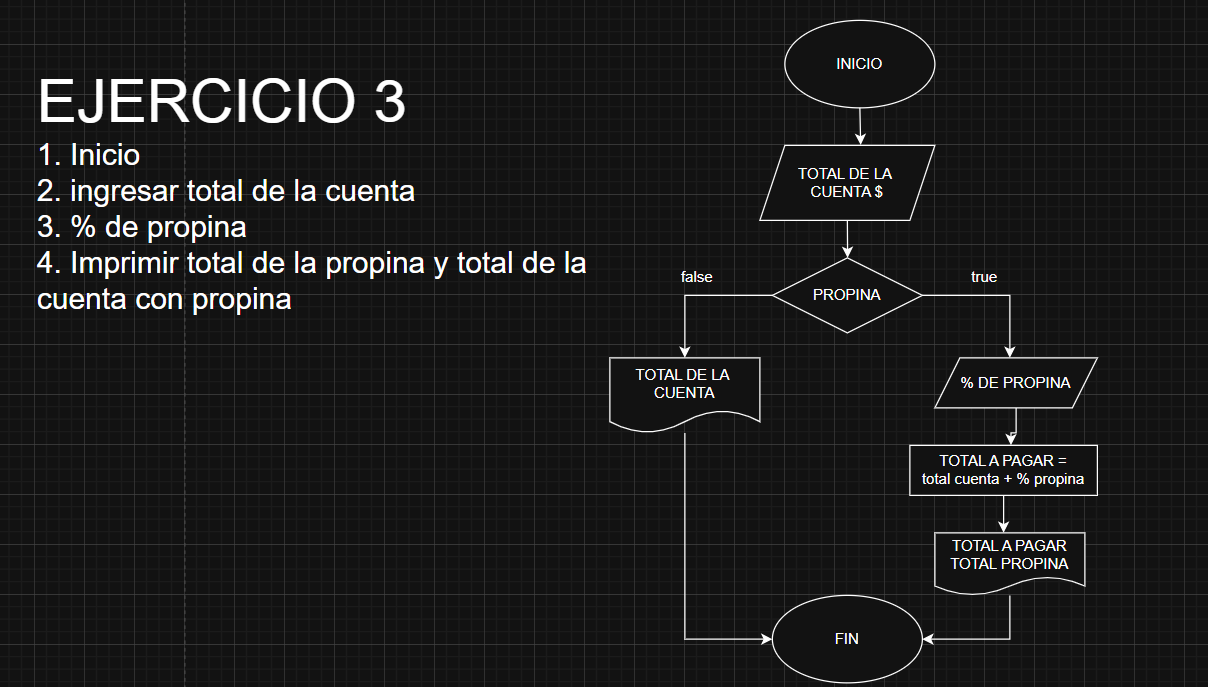 EJERCICIO 3
1. Inicio
2. ingresar total de la cuenta
3. % de propina
4. Imprimir total de la propina y total de la
cuenta con propina
INICIO
TOTAL DE LA
CUENTA $
PROPINA
false
true
TOTAL DE LA
CUENTA
% DE PROPINA
TOTAL A PAGAR =
total cuenta + % propina
TOTAL A PAGAR
TOTAL PROPINA
FIN